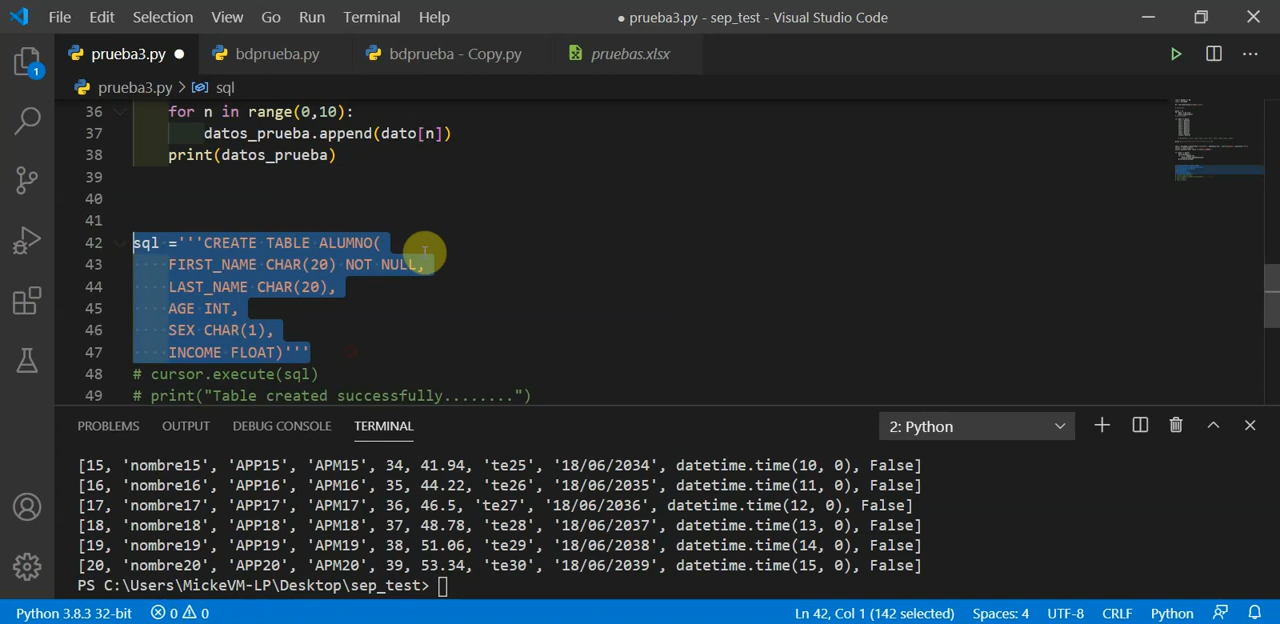 File Edit Selection View Go Run Terminal Help ● prueba3.py - sep_test - Visual Studio Code
prueba3.py ● bdprueba.py bdprueba - Copy.py pruebas.xlsx
prueba3.py > sql
36 for n in range(0,10):
37 datos_prueba.append(dato[n])
38 print(datos_prueba)
39
40
41
42 sql ='''CREATE TABLE ALUMNO(
43 FIRST_NAME CHAR(20) NOT NULL,
44 LAST_NAME CHAR(20),
45 AGE INT,
46 SEX CHAR(1),
47 INCOME FLOAT)'''
48 # cursor.execute(sql)
49 # print("Table created successfully........")
PROBLEMS OUTPUT DEBUG CONSOLE TERMINAL 2: Python
[15, 'nombre15', 'APP15', 'APM15', 34, 41.94, 'te25', '18/06/2034', datetime.time(10, 0), False]
[16, 'nombre16', 'APP16', 'APM16', 35, 44.22, 'te26', '18/06/2035', datetime.time(11, 0), False]
[17, 'nombre17', 'APP17', 'APM17', 36, 46.5, 'te27', '18/06/2036', datetime.time(12, 0), False]
[18, 'nombre18', 'APP18', 'APM18', 37, 48.78, 'te28', '18/06/2037', datetime.time(13, 0), False]
[19, 'nombre19', 'APP19', 'APM19', 38, 51.06, 'te29', '18/06/2038', datetime.time(14, 0), False]
[20, 'nombre20', 'APP20', 'APM20', 39, 53.34, 'te30', '18/06/2039', datetime.time(15, 0), False]
PS C:\Users\MickeVM-LP\Desktop\sep_test>
1
Python 3.8.3 32-bit 0 0 Ln 42, Col 1 (142 selected) Spaces: 4 UTF-8 CRLF Python